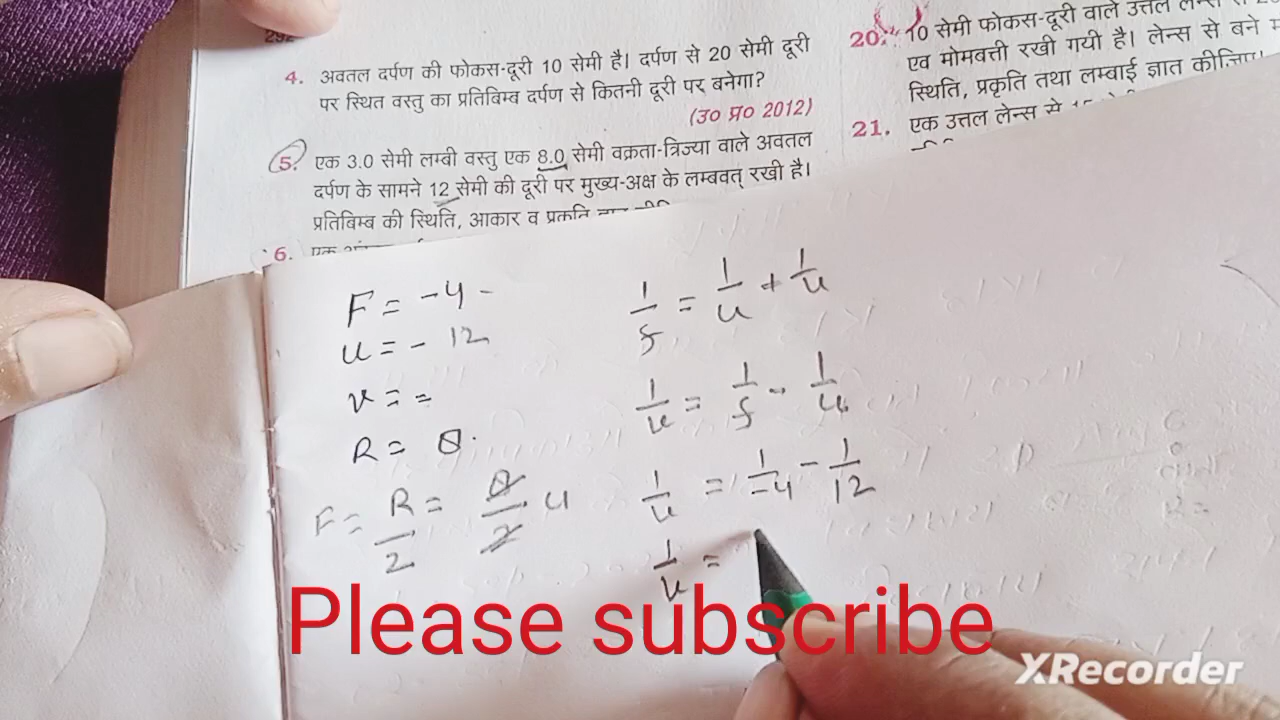 292
4. अवतल दर्पण की फोकस-दूरी 10 सेमी है। दर्पण से 20 सेमी दूरी
पर स्थित वस्तु का प्रतिबिम्ब दर्पण से कितनी दूरी पर बनेगा?
(उ० प्र० 2012)
5. एक 3.0 सेमी लम्बी वस्तु एक 8.0 सेमी वक्रता-त्रिज्या वाले अवतल
दर्पण के सामने 12 सेमी की दूरी पर मुख्य-अक्ष के लम्बवत् रखी है।
प्रतिबिम्ब की स्थिति, आकार व प्रकृति
6. एक
20. 10 सेमी फोकस-दूरी वाले उत्तल
एव मोमबत्ती रखी गयी है। लेन्स से बने
स्थिति, प्रकृति तथा लम्बाई ज्ञात कीजिए।
21. एक उत्तल लेन्स से 15
F = -4 -
u = - 12
v = =
R = 8.
F = R/2 = 8/2 4
1/f = 1/u + 1/u
1/v = 1/f - 1/u
1/v = 1/-4 - 1/12
1/v =
Please subscribe
XRecorder